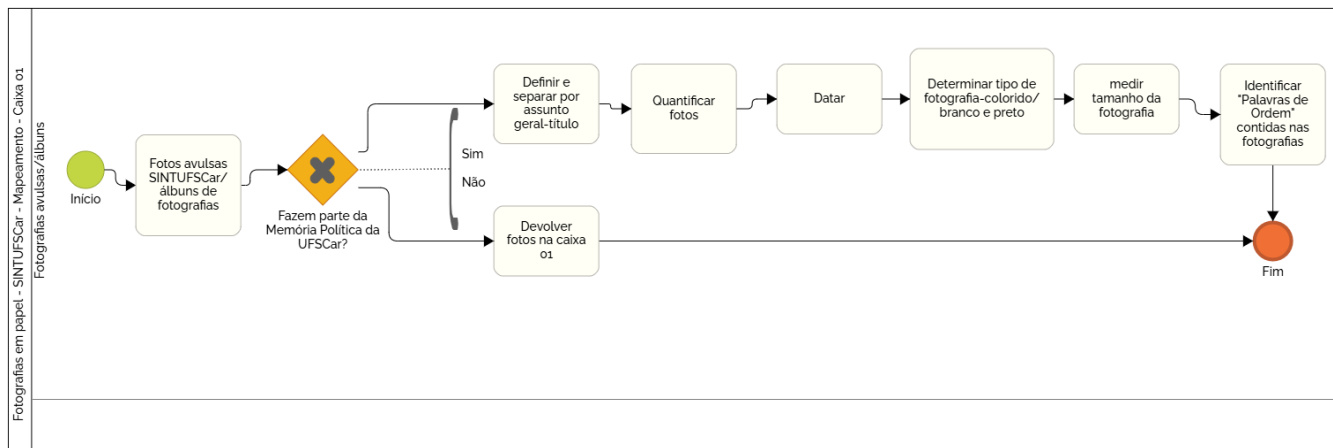 Fotografias em papel - SINTUFSCar - Mapeamento - Caixa 01
Fotografias avulsas/álbuns
Início
Fotos avulsas
SINTUFSCar/
álbuns de
fotografias
Fazem parte da
Memória Política da
UFSCar?
Sim
Não
Definir e
separar por
assunto
geral-título
Quantificar
fotos
Datar
Determinar tipo de
fotografia-colorido/
branco e preto
medir
tamanho da
fotografia
Identificar
"Palavras de
Ordem"
contidas nas
fotografias
Devolver
fotos na caixa
01
Fim